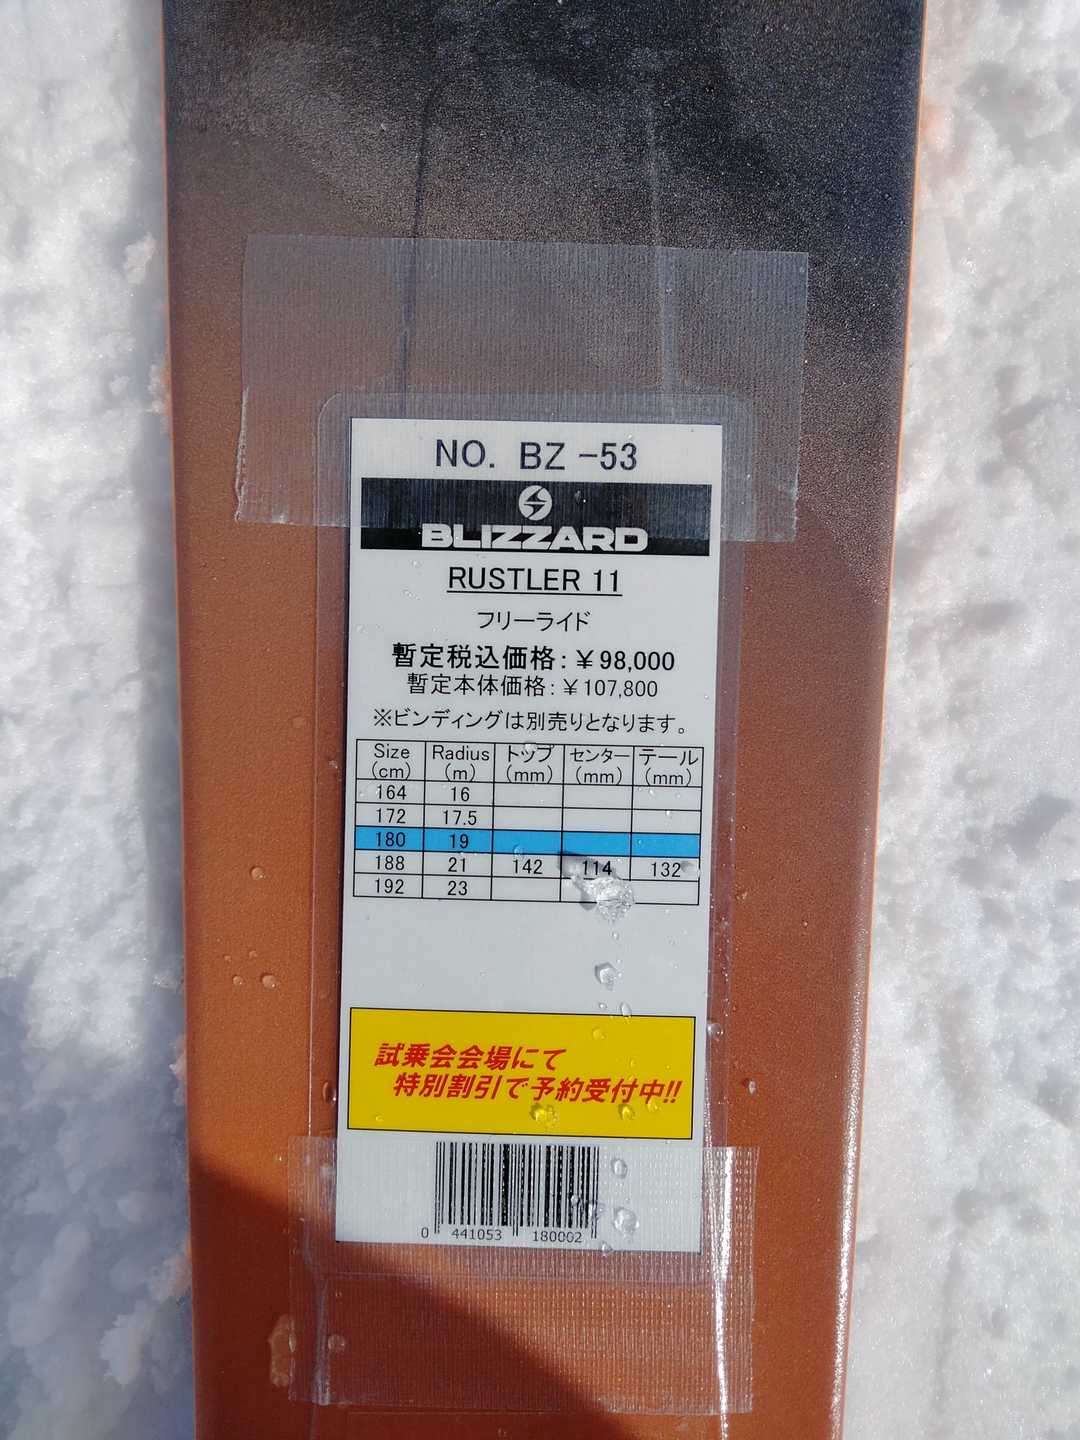 NO. BZ -53
BLIZZARD
RUSTLER 11
フリーライド
暫定税込価格：￥98,000
暫定本体価格：￥107,800
※ビンディングは別売りとなります。
Size Radius トップ センター テール
(cm) (m) (mm) (mm) (mm)
164 16
172 17.5
180 19
188 21 142 114 132
192 23
試乗会会場にて
特別割引で予約受付中!!
0 441053 180002